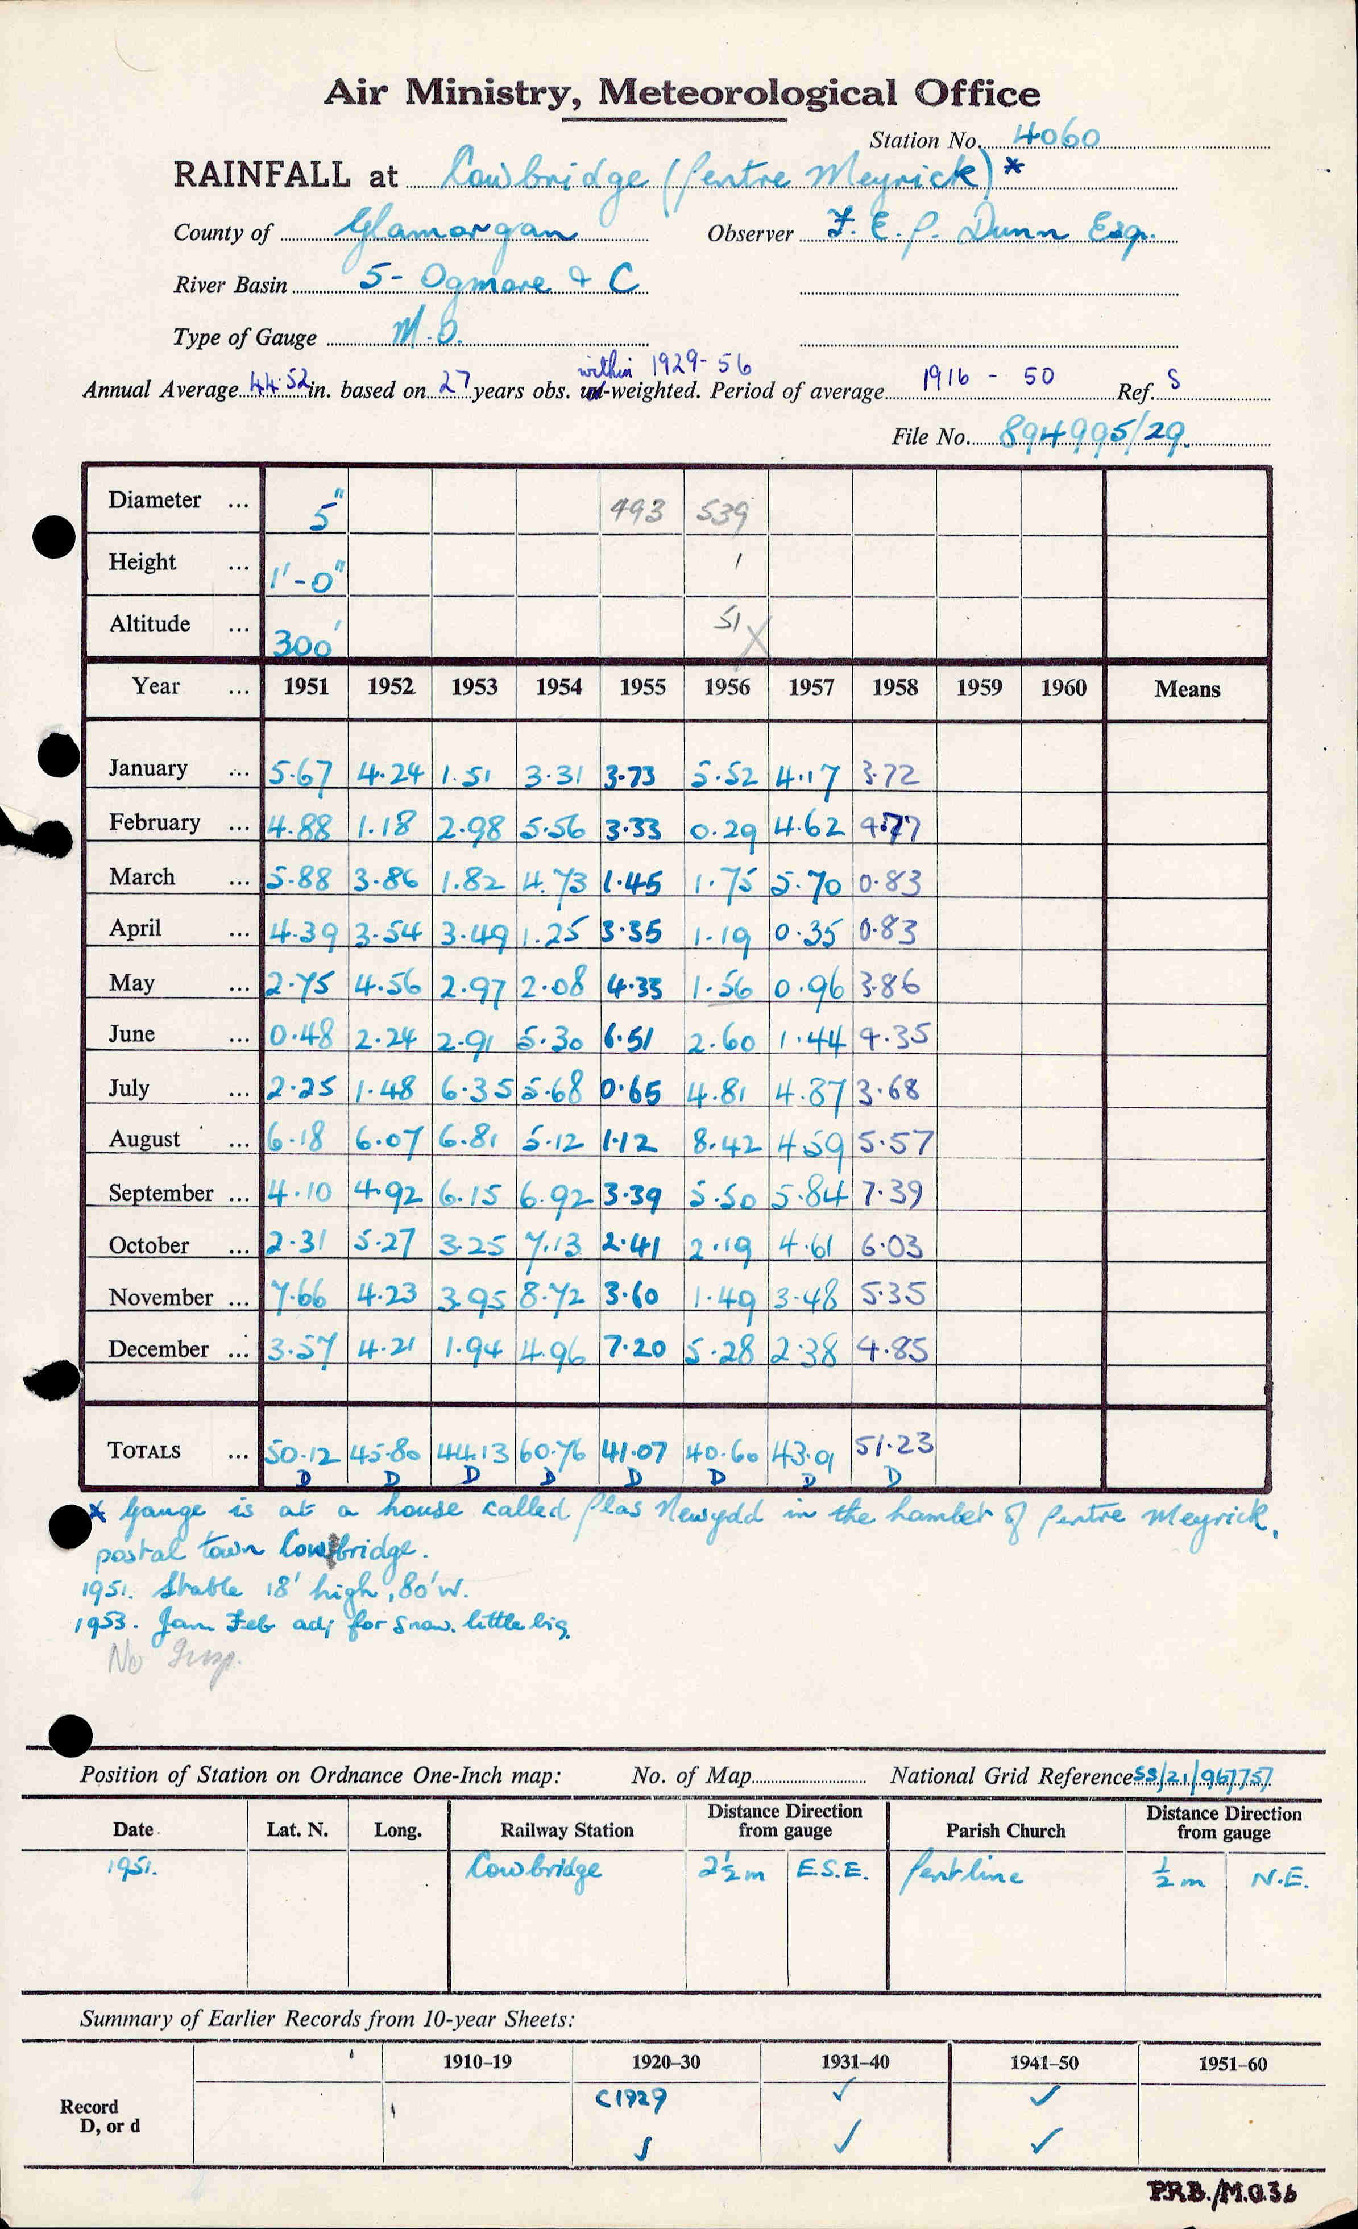 Air Ministry, Meteorological Office
Station No. 4060
RAINFALL at Cowbridge (Pentre Meyrick) *
County of Glamorgan Observer F. E. P. Dunn Esq.
River Basin 5- Ogmore & C
Type of Gauge M.O.
within 1929-56
Annual Average 44.52 in. based on 27 years obs. -weighted. Period of average 1916 - 50 Ref. S
File No. 894995/29.
Diameter ... 5" 493 539
Height ... 1'-0" 1
Altitude ... 300' 51 X
Year ... 1951 1952 1953 1954 1955 1956 1957 1958 1959 1960 Means
January ... 5.67 4.24 1.51 3.31 3.73 5.52 4.17 3.72
February ... 4.88 1.18 2.98 5.56 3.33 0.29 4.62 4.77
March ... 5.88 3.86 1.82 4.73 1.45 1.75 5.70 0.83
April ... 4.39 3.54 3.49 1.25 3.35 1.19 0.35 0.83
May ... 2.75 4.56 2.97 2.08 4.33 1.56 0.96 3.86
June ... 0.48 2.24 2.91 5.30 6.51 2.60 1.44 4.35
July ... 2.25 1.48 6.35 5.68 0.65 4.81 4.87 3.68
August ... 6.18 6.07 6.81 5.12 1.12 8.42 4.59 5.57
September ... 4.10 4.92 6.15 6.92 3.39 5.50 5.84 7.39
October ... 2.31 5.27 3.25 7.13 2.41 2.19 4.61 6.03
November ... 7.66 4.23 3.95 8.72 3.60 1.49 3.48 5.35
December ... 3.57 4.21 1.94 4.96 7.20 5.28 2.38 4.85
TOTALS ... 50.12 45.80 44.13 60.76 41.07 40.60 43.01 51.23
D D D D D D D D
* Gauge is at a house called Plas Newydd in the hamlet of Pentre Meyrick,
postal town Cowbridge.
1951. Stable 18' high, 80'W.
1953. Jan Feb adj for snow. little big
No Insp.
Position of Station on Ordnance One-Inch map: No. of Map National Grid Reference SS/21/967757
Date Lat. N. Long. Railway Station Distance Direction from gauge Parish Church Distance Direction from gauge
1951. Cowbridge 2½m E.S.E. Penlline ½m N.E.
Summary of Earlier Records from 10-year Sheets:
1910–19 1920–30 1931–40 1941–50 1951–60
Record C1929 ✓ ✓
D, or d ✓ ✓ ✓
P.R.B./M.O.36